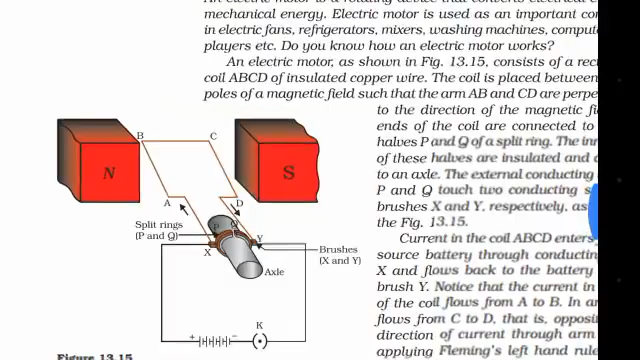 An electric motor is a rotating device that converts electrical e
mechanical energy. Electric motor is used as an important com
in electric fans, refrigerators, mixers, washing machines, compute
players etc. Do you know how an electric motor works?
An electric motor, as shown in Fig. 13.15, consists of a rect
coil ABCD of insulated copper wire. The coil is placed between
poles of a magnetic field such that the arm AB and CD are perpe
to the direction of the magnetic fie
ends of the coil are connected to
halves P and Q of a split ring. The inn
of these halves are insulated and a
to an axle. The external conducting
P and Q touch two conducting s
brushes X and Y, respectively, as
the Fig. 13.15.
Current in the coil ABCD enters
source battery through conducting
X and flows back to the battery
brush Y. Notice that the current in
of the coil flows from A to B. In ar
flows from C to D, that is, opposi
direction of current through arm
applying Fleming's left hand rule
B
C
N
S
A
D
Split rings
(P and Q)
P
Q
X
Y
Brushes
(X and Y)
Axle
K
+
−
Figure 13.15